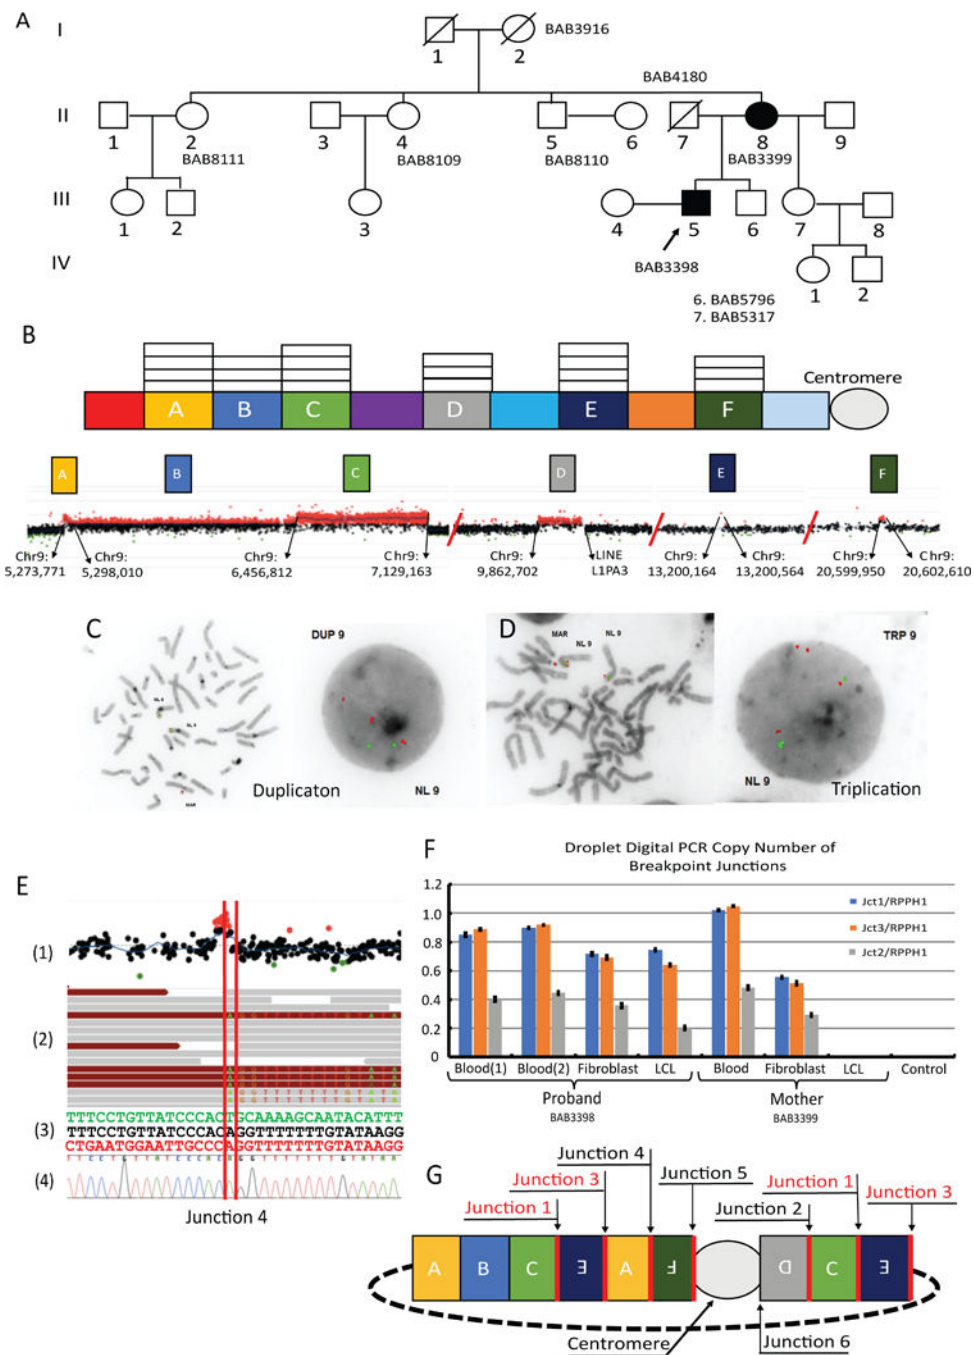 A
I
BAB3916
1
2
BAB4180
II
1
2
3
4
5
6
7
8
9
BAB8111
BAB8109
BAB8110
BAB3399
III
1
2
3
4
5
6
7
8
BAB3398
IV
1
2
6. BAB5796
7. BAB5317
B
Centromere
A B C D E F
A B C D E F
Chr9: 5,273,771
Chr9: 5,298,010
Chr9: 6,456,812
Chr9: 7,129,163
Chr9: 9,862,702
LINE L1PA3
Chr9: 13,200,164
Chr9: 13,200,564
Chr9: 20,599,950
Chr9: 20,602,610
C
DUP 9
NL 9
NL 9
MAR
Duplicaton
NL 9
D
MAR
NL 9
NL 9
TRP 9
NL 9
Triplication
E
(1)
(2)
(3)
TTTCCTGTTATCCCACTGCAAAAGCAATACATTT
TTTCCTGTTATCCCACAGGTTTTTTTGTATAAGG
CTGAATGGAATTGCCCAGGTTTTTTTGTATAAGG
(4)
Junction 4
F
Droplet Digital PCR Copy Number of
Breakpoint Junctions
1.2
1.0
0.8
0.6
0.4
0.2
0
Jct1/RPPH1
Jct3/RPPH1
Jct2/RPPH1
Blood(1) Blood(2) Fibroblast LCL Blood Fibroblast LCL Control
Proband
BAB3398
Mother
BAB3399
G
Junction 4
Junction 3
Junction 5
Junction 1
Junction 1
Junction 2
Junction 3
A B C E A F D C E
Centromere
Junction 6